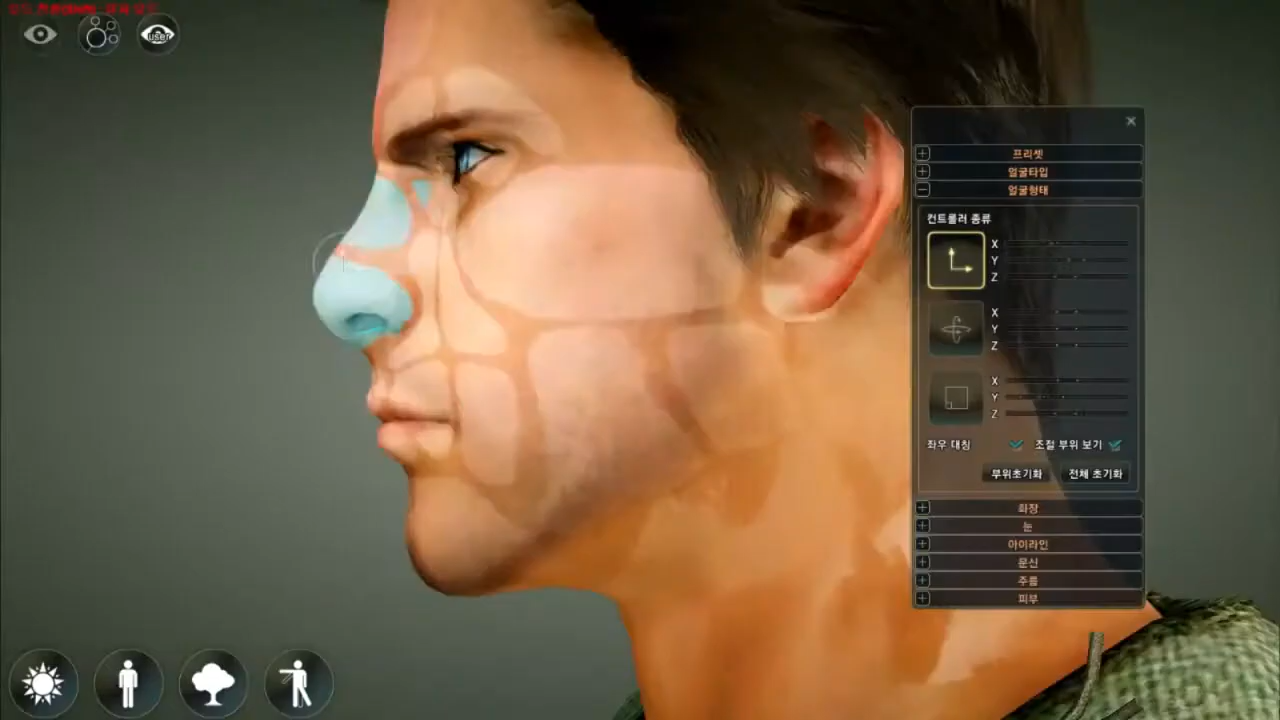 user
프리셋
얼굴타입
얼굴형태
컨트롤러 종류
X
Y
Z
X
Y
Z
X
Y
Z
좌우 대칭 조절 부위 보기
부위초기화 전체 초기화
화장
눈
아이라인
문신
주름
피부